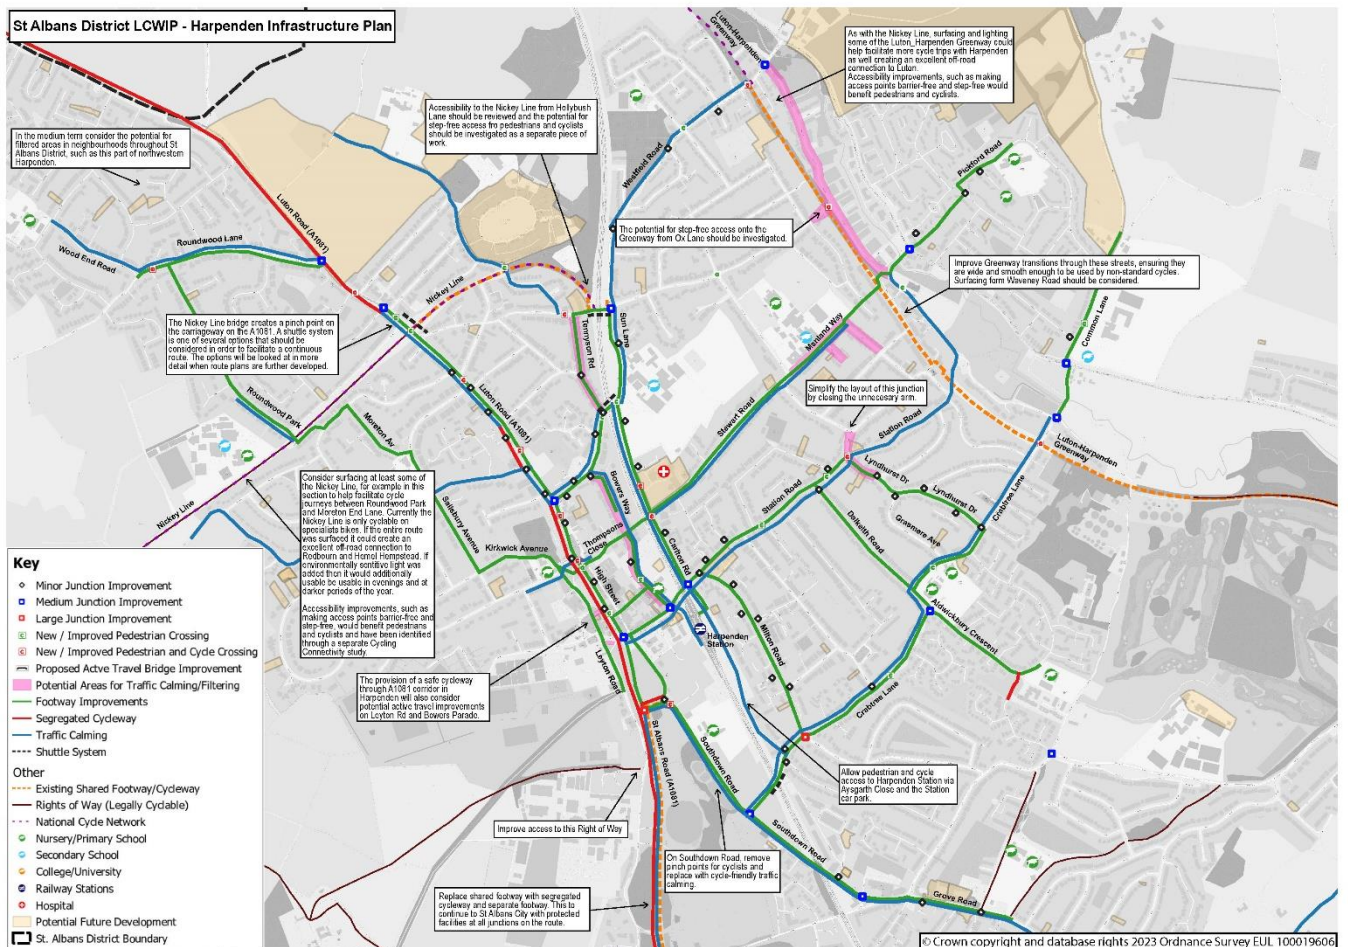 St Albans District LCWIP - Harpenden Infrastructure Plan
Luton-Harpenden
Greenway
As with the Nickey Line, surfacing and lighting
some of the Luton_Harpenden Greenway could
help facilitate more cycle trips with Harpenden
as well creating an excellent off-road
connection to Luton.
Accessibility improvements, such as making
access points barrier-free and step-free would
benefit pedestrians and cyclists.
Accessibility to the Nickey Line from Hollybush
Lane should be reviewed and the potential for
step-free access fro pedestrians and cyclists
should be investigated as a separate piece of
work.
In the medium term consider the potential for
filtered areas in neighbourhoods throughout St
Albans District, such as this part of northwestern
Harpenden.
Westfield Road
Pickford Road
Luton Road (A1081)
The potential for step-free access onto the
Greenway from Ox Lane should be investigated.
Roundwood Lane
Wood End Road
Improve Greenway transitions through these streets, ensuring they
are wide and smooth enough to be used by non-standard cycles.
Surfacing form Waveney Road should be considered.
Nickey Line
The Nickey Line bridge creates a pinch point on
the carriageway on the A1081. A shuttle system
is one of several options that should be
considered in order to facilitate a continuous
route. The options will be looked at in more
detail when route plans are further developed.
Tennyson Rd
Sun Lane
Manland Way
Common Lane
Simplify the layout of this junction
by closing the unnecesary arm.
Roundwood Park
Moreton Av
Luton Road (A1081)
Stewart Road
Station Road
Luton-Harpenden
Greenway
Consider surfacing at least some of
the Nickey Line, for example in this
section to help facilitate cycle
journeys between Roundwood Park
and Moreton End Lane. Currently the
Nickey Line is only cyclable on
specialists bikes. If the entire route
was surfaced it could create an
excellent off-road connection to
Redbourn and Hemel Hempstead. If
environmentally sentitive light was
added then it would additionally
usable be usable in evenings and at
darker periods of the year.
Accessibility improvements, such as
making access points barrier-free and
step-free, would benefit pedestrians
and cyclists and have been identified
through a separate Cycling
Connectivity study.
Nickey Line
Salisbury Avenue
Kirkwick Avenue
Thompsons
Close
Bowers Way
Carlton Rd
Station Road
Lyndhurst Dr
Lyndhurst Dr
Grasmere Ave
Dalkeith Road
Crabtree Lane
High Street
Leyton Road
Harpenden
Station
Milton Road
Aldwickbury Crescent
Crabtree Lane
The provision of a safe cycleway
through A1081 corridor in
Harpenden will also consider
potential active travel improvements
on Leyton Rd and Bowers Parade.
St Albans Road (A1081)
Southdown Road
Allow pedestrian and cycle
access to Harpenden Station via
Aysgarth Close and the Station
car park.
Improve access to this Right of Way
On Southdown Road, remove
pinch points for cyclists and
replace with cycle-friendly traffic
calming.
Southdown Road
Grove Road
Replace shared footway with segregated
cycleway and separate footway. This to
continue to St Albans City with protected
facilities at all junctions on the route.
Key
Minor Junction Improvement
Medium Junction Improvement
Large Junction Improvement
New / Improved Pedestrian Crossing
New / Improved Pedestrian and Cycle Crossing
Proposed Actve Travel Bridge Improvement
Potential Areas for Traffic Calming/Filtering
Footway Improvements
Segregated Cycleway
Traffic Calming
Shuttle System
Other
Existing Shared Footway/Cycleway
Rights of Way (Legally Cyclable)
National Cycle Network
Nursery/Primary School
Secondary School
College/University
Railway Stations
Hospital
Potential Future Development
St. Albans District Boundary
© Crown copyright and database rights 2023 Ordnance Survey EUL 100019606